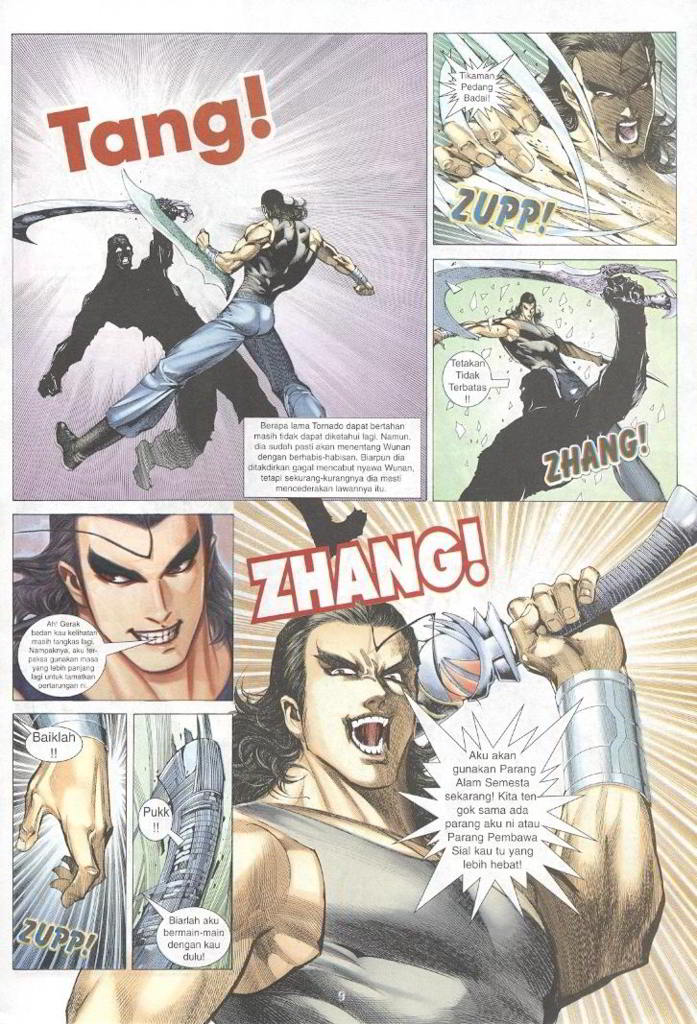 Tang!
Berapa lama Tornado dapat bertahan
masih tidak dapat diketahui lagi. Namun,
dia sudah pasti akan menentang Wunan
dengan berhabis-habisan. Biarpun dia
ditakdirkan gagal mencabut nyawa Wunan,
tetapi sekurang-kurangnya dia mesti
mencederakan lawannya itu.
Tikaman
Pedang
Badai!
ZUPP!
Tetakan
Tidak
Terbatas
!!
ZHANG!
Ah! Gerak
badan kau kelihatan
masih tangkas lagi.
Nampaknya, aku ter-
paksa gunakan masa
yang lebih panjang
lagi untuk tamatkan
pertarungan ni.
ZHANG!
Baiklah
!!
ZUPP!
Pukk
!!
Biarlah aku
bermain-main
dengan kau
dulu!
Aku akan
gunakan Parang
Alam Semesta
sekarang! Kita ten-
gok sama ada
parang aku ni atau
Parang Pembawa
Sial kau tu yang
lebih hebat!
9